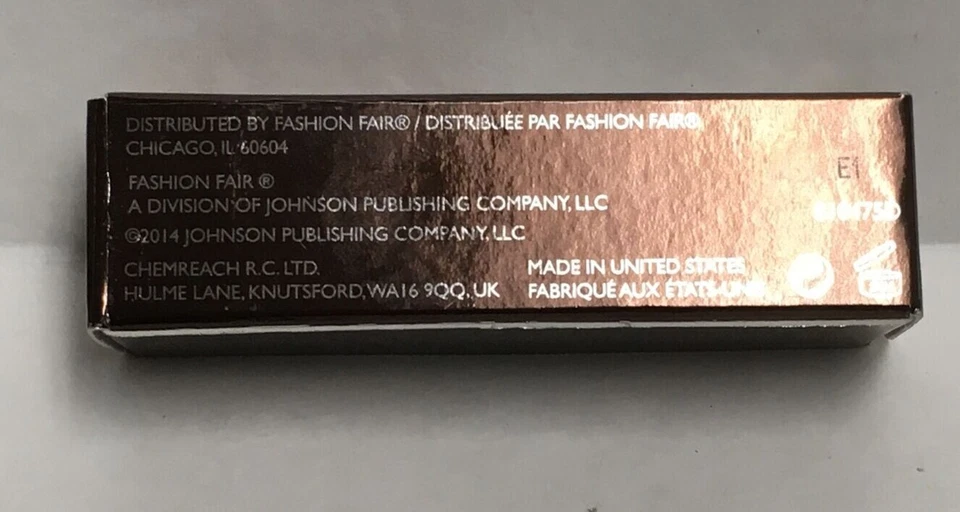 DISTRIBUTED BY FASHION FAIR® / DISTRIBUÉE PAR FASHION FAIR®
CHICAGO, IL 60604
E1
FASHION FAIR ®
A DIVISION OF JOHNSON PUBLISHING COMPANY, LLC
©2014 JOHNSON PUBLISHING COMPANY, LLC
CHEMREACH R.C. LTD.
HULME LANE, KNUTSFORD, WA16 9QQ, UK
MADE IN UNITED STATES
FABRIQUÉ AUX ÉTATS-UNIS